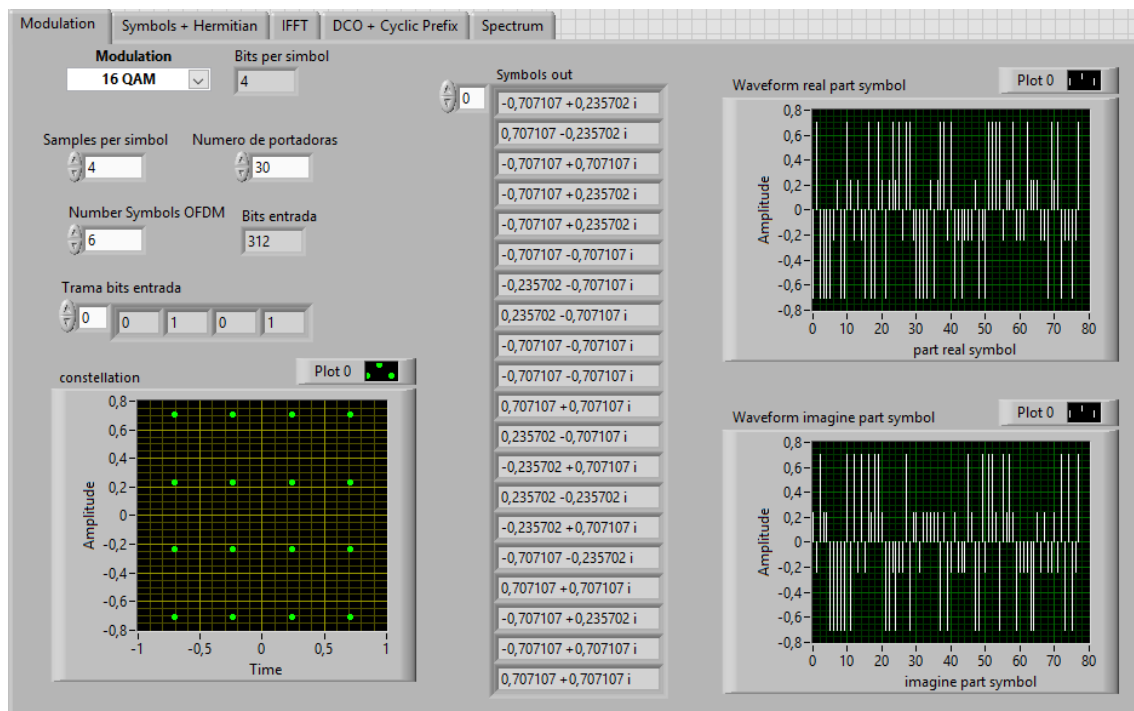 Modulation
Symbols + Hermitian
IFFT
DCO + Cyclic Prefix
Spectrum
Modulation
Bits per simbol
16 QAM
4
Samples per simbol
Numero de portadoras
4
30
Number Symbols OFDM
Bits entrada
6
312
Trama bits entrada
0
0
1
0
1
constellation
Plot 0
0,8
0,6
0,4
0,2
0
-0,2
-0,4
-0,6
-0,8
Amplitude
-1
-0,5
0
0,5
1
Time
Symbols out
0
-0,707107 +0,235702 i
0,707107 -0,235702 i
-0,707107 +0,707107 i
-0,707107 +0,235702 i
-0,707107 +0,235702 i
-0,707107 -0,707107 i
-0,235702 -0,707107 i
0,235702 -0,707107 i
-0,707107 -0,707107 i
-0,707107 -0,707107 i
0,707107 +0,707107 i
0,235702 -0,707107 i
-0,235702 +0,707107 i
0,235702 -0,235702 i
-0,235702 +0,707107 i
-0,707107 -0,235702 i
0,707107 +0,707107 i
-0,707107 +0,235702 i
-0,707107 +0,707107 i
0,707107 +0,707107 i
Waveform real part symbol
Plot 0
0,8
0,6
0,4
0,2
0
-0,2
-0,4
-0,6
-0,8
Amplitude
0
10
20
30
40
50
60
70
80
part real symbol
Waveform imagine part symbol
Plot 0
0,8
0,6
0,4
0,2
0
-0,2
-0,4
-0,6
-0,8
Amplitude
0
10
20
30
40
50
60
70
80
imagine part symbol